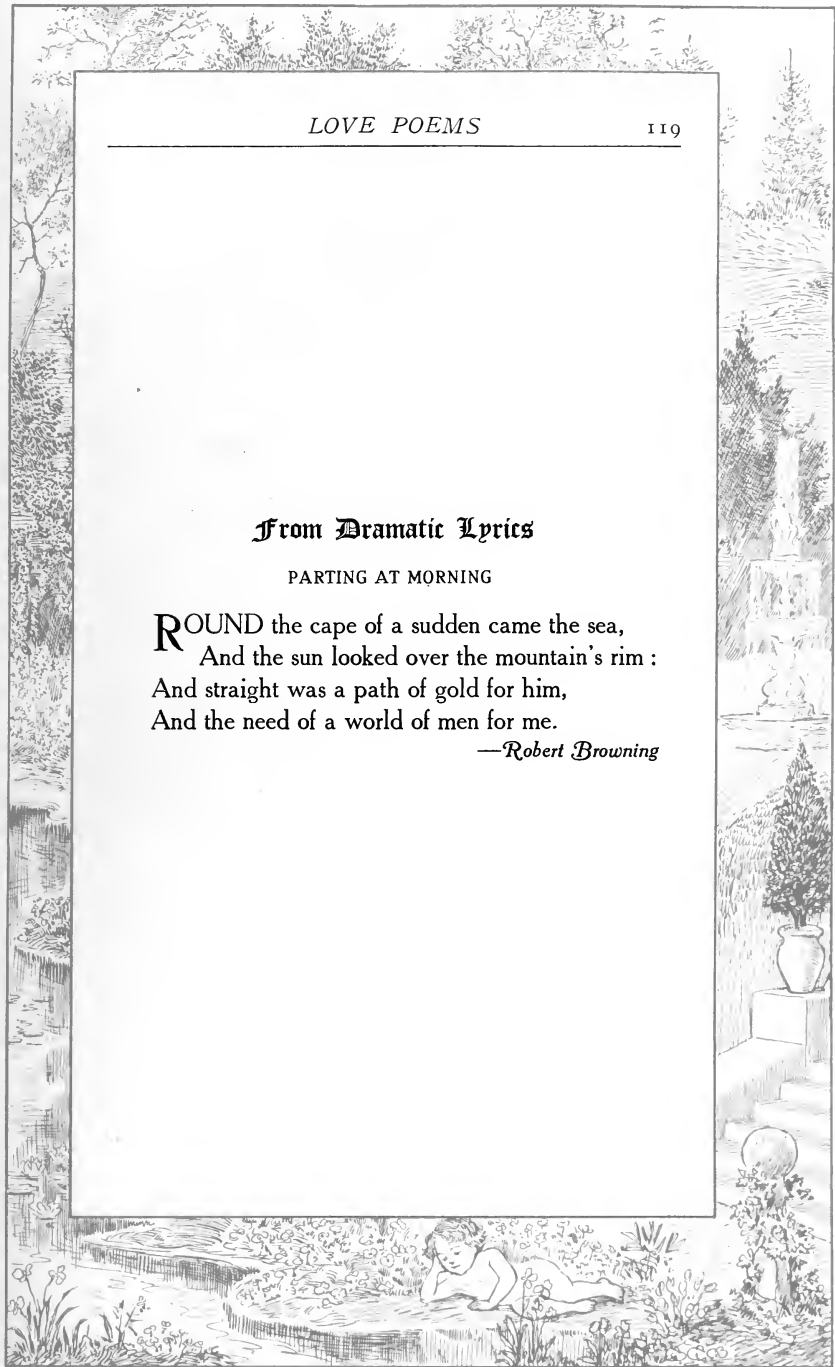 LOVE POEMS 119
From Dramatic Lyrics
PARTING AT MORNING
ROUND the cape of a sudden came the sea,
And the sun looked over the mountain's rim :
And straight was a path of gold for him,
And the need of a world of men for me.
—Robert Browning